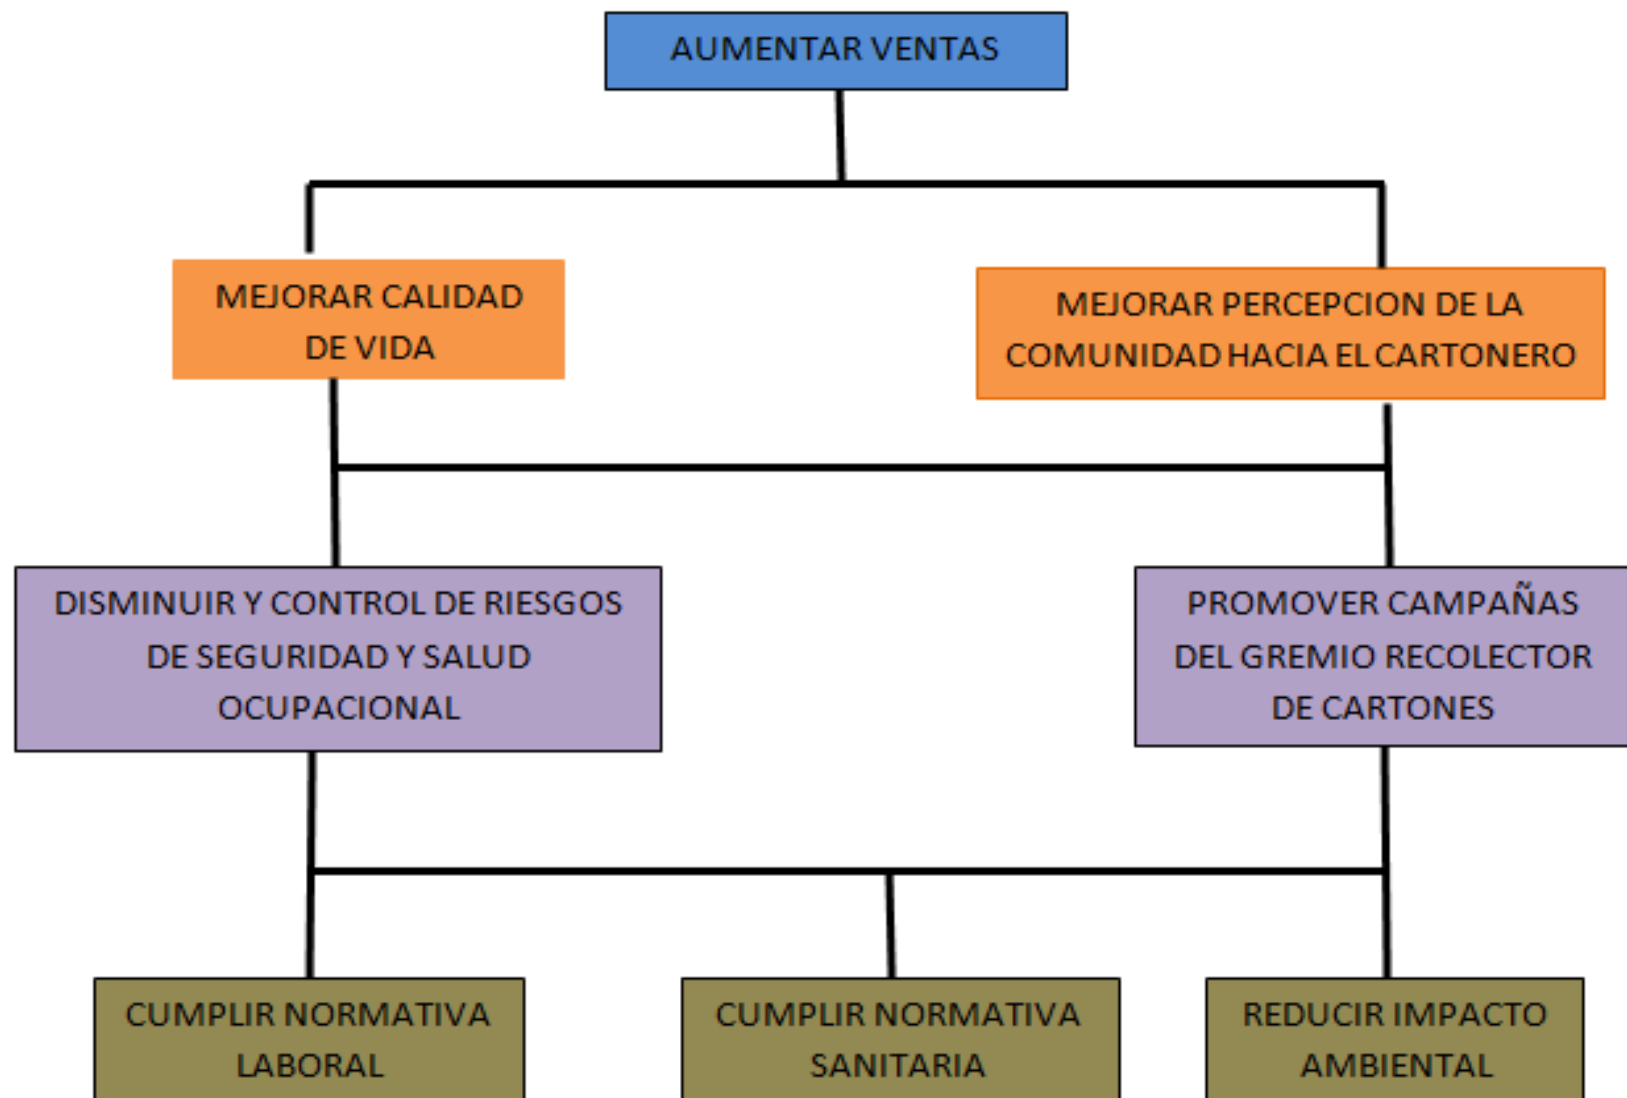 AUMENTAR VENTAS
MEJORAR CALIDAD
DE VIDA
MEJORAR PERCEPCION DE LA
COMUNIDAD HACIA EL CARTONERO
DISMINUIR Y CONTROL DE RIESGOS
DE SEGURIDAD Y SALUD
OCUPACIONAL
PROMOVER CAMPAÑAS
DEL GREMIO RECOLECTOR
DE CARTONES
CUMPLIR NORMATIVA
LABORAL
CUMPLIR NORMATIVA
SANITARIA
REDUCIR IMPACTO
AMBIENTAL